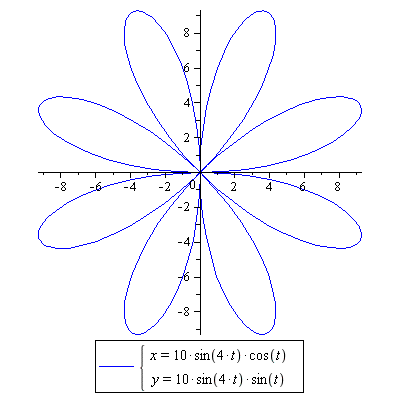 8
6
4
2
-8 -6 -4 -2 0 2 4 6 8
-2
-4
-6
-8
x = 10·sin(4·t)·cos(t)
y = 10·sin(4·t)·sin(t)